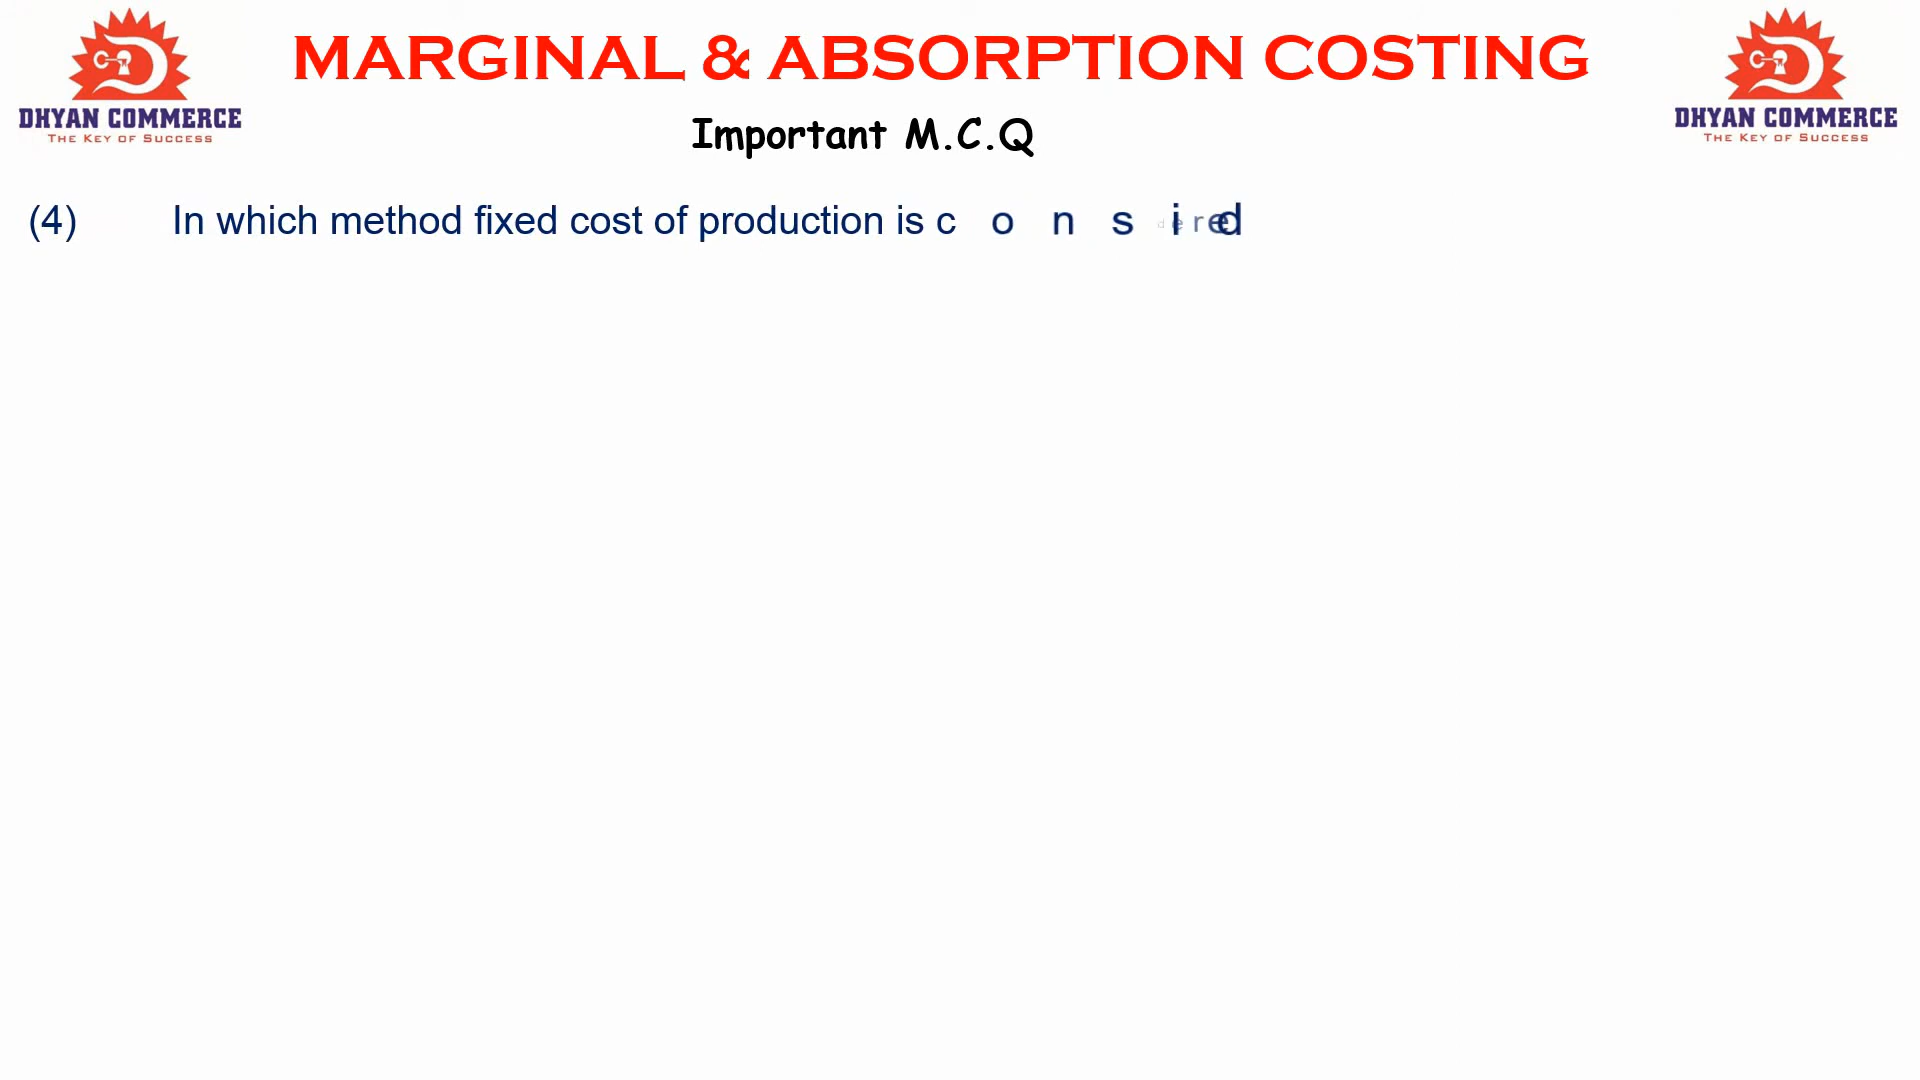 MARGINAL & ABSORPTION COSTING
DHYAN COMMERCE
The Key of Success
DHYAN COMMERCE
The Key of Success
Important M.C.Q
(4) In which method fixed cost of production is considered